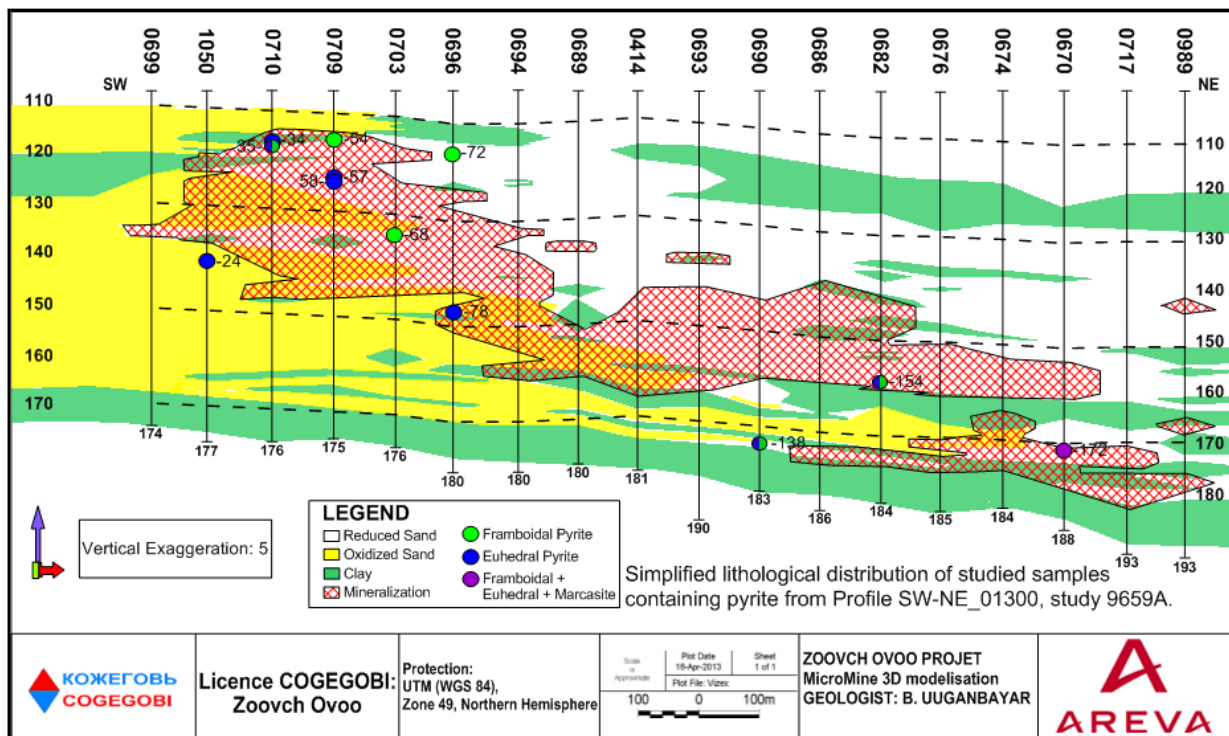 0699 1050 0710 0709 0703 0696 0694 0689 0414 0693 0690 0686 0682 0676 0674 0670 0717 0989
SW NE
110 110
120 120
130 130
140 140
150 150
160 160
170 170
180
35- -34 -54 -72
58- -57
-68
-24
-78
-154
-138 -172
174 177 176 175 176 180 180 180 181 190 183 186 184 185 184 188 193 193
Vertical Exaggeration: 5
LEGEND
Reduced Sand
Oxidized Sand
Clay
Mineralization
Framboidal Pyrite
Euhedral Pyrite
Framboidal +
Euhedral + Marcasite
Simplified lithological distribution of studied samples
containing pyrite from Profile SW-NE_01300, study 9659A.
КОЖЕГОВЬ
COGEGOBI
Licence COGEGOBI:
Zoovch Ovoo
Protection:
UTM (WGS 84),
Zone 49, Northern Hemisphere
Scale
is
Approximate
Plot Date
16-Apr-2013
Sheet
1 of 1
Plot File: Vizex
100 0 100m
ZOOVCH OVOO PROJET
MicroMine 3D modelisation
GEOLOGIST: B. UUGANBAYAR
AREVA